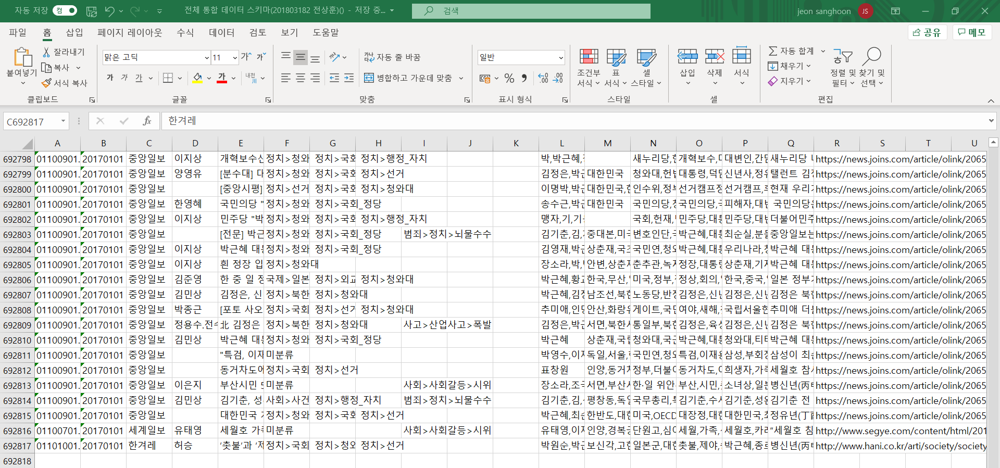 자동 저장 켬 전체 통합 데이터 스키마(201803182 전상훈)() - 저장 중... 검색 jeon sanghoon JS
파일 홈 삽입 페이지 레이아웃 수식 데이터 검토 보기 도움말 공유 메모
붙여넣기 잘라내기 복사 서식 복사 클립보드
맑은 고딕 11 가 가 가 가 가 가 내천 글꼴
자동 줄 바꿈 병합하고 가운데 맞춤 맞춤
일반 % 표시 형식
조건부 서식 표 서식 셀 스타일 스타일
삽입 삭제 서식 셀
자동 합계 채우기 지우기 정렬 및 필터 찾기 및 선택 편집
C692817 fx 한겨레
A B C D E F G H I J K L M N O P Q R S T U
692798 01100901. 20170101 중앙일보 이지상 개혁보수신 정치>청와 정치>국회 정치>행정_자치 박,박근혜, 새누리당, 개혁보수, 대변인,간담 새누리당 https://news.joins.com/article/olink/2065
692799 01100901. 20170101 중앙일보 양영유 [분수대] 대 정치>청와 정치>국회 정치>선거 김정은,박근 대한민국 청와대,헌법 대통령,덕담 신년사,정유 탤런트 김정 https://news.joins.com/article/olink/2065
692800 01100901. 20170101 중앙일보 [중앙시평] 정치>선거 정치>국회 정치>청와대 이명박,박근 대한민국, 인수위,정부 선거캠프 선거캠프, 현재 우리가 https://news.joins.com/article/olink/2065
692801 01100901. 20170101 중앙일보 한영혜 국민의당 " 정치>청와 정치>국회_정당 송수근,박근 대한민국 국민의당,청 국민의당, 피해자,대변 국민의당은 https://news.joins.com/article/olink/2065
692802 01100901. 20170101 중앙일보 이지상 민주당 "박 정치>청와 정치>국회 정치>행정_자치 맹자,기, 국회,헌재, 민주당,대통 민주당,대변 더불어민주 https://news.joins.com/article/olink/2065
692803 01100901. 20170101 중앙일보 [전문] 박근 정치>청와 정치>국회_정당 범죄>정치>뇌물수수 김기춘,김, 중대본,미국 변호인단, 박근혜,대통 최순실, 중앙일보는 https://news.joins.com/article/olink/2065
692804 01100901. 20170101 중앙일보 이지상 박근혜 대통 정치>청와 정치>국회_정당 김영재,박근 상춘재, 국민연,청와 박근혜,대통 우리나라, 박근혜 대통 https://news.joins.com/article/olink/2065
692805 01100901. 20170101 중앙일보 이지상 흰 정장 입 정치>청와대 장소라,박, 안변,상춘재 춘추관,녹지 정장,대통령 상춘재,기자 박근혜 대통 https://news.joins.com/article/olink/2065
692806 01100901. 20170101 중앙일보 김준영 한 중 일 정 국제>일본 정치>외교 정치>청와대 박근혜,황교 한국,무산, 미국,정부, 정상,회의, 한국,중국, 일본 정부가 https://news.joins.com/article/olink/2065
692807 01100901. 20170101 중앙일보 김민상 김정은, 신 정치>북한 정치>청와대 박근혜,김정 남조선,북한 노동당,반정 김정은,신년 김정은,신년 김정은 북한 https://news.joins.com/article/olink/2065
692808 01100901. 20170101 중앙일보 박종근 [포토 사오 정치>국회 정치>선거 정치>청와대 추미애,인명 안산,화랑유 게이트,국민 여야,새해, 국립서울현 추미애 더불 https://news.joins.com/article/olink/2065
692809 01100901. 20170101 중앙일보 정용수.전수 北 김정은 정치>북한 정치>청와대 사고>산업사고>폭발 김정은,박근 서면,북한 통일부,북한 김정은,육성 김정은,신년 김정은 북한 https://news.joins.com/article/olink/2065
692810 01100901. 20170101 중앙일보 김민상 박근혜 대통 정치>청와 정치>국회_정당 박근혜 상춘재,국립 청와대,국군 박근혜,대통 청와대,티타 박근혜 대통 https://news.joins.com/article/olink/2065
692811 01100901. 20170101 중앙일보 "특검, 이재 미분류 박영수,이재 독일,서울, 국민연,청와 특검,이재용 삼성,부회장 삼성이 최순 https://news.joins.com/article/olink/2065
692812 01100901. 20170101 중앙일보 동거차도에 정치>국회 정치>선거 표창원 인양,동거차 정부,더불어 동거차도, 희생자,가족 세월호 참사 https://news.joins.com/article/olink/2065
692813 01100901. 20170101 중앙일보 이은지 부산시민 5 미분류 사회>사회갈등>시위 장소라,조국 서면,부산시 한·일 위안 부산,시민, 소녀상,일본 병신년(丙申 https://news.joins.com/article/olink/2065
692814 01100901. 20170101 중앙일보 김민상 김기춘, 성 사회>사건 정치>행정_자치 범죄>정치>뇌물수수 김기춘,김, 평창동,독일 국무총리,특 김기춘,수사 김기춘,성완 김기춘 전 https://news.joins.com/article/olink/2065
692815 01100901. 20170101 중앙일보 대한민국 정치>청와 정치>국회 정치>선거 박근혜,최순 한반도,대한 미국,OECD 대장정,대한 대한민국, 정유년(丁酉 https://news.joins.com/article/olink/2065
692816 01100701. 20170101 세계일보 유태영 세월호 가족 미분류 사회>사회갈등>시위 유태영,이재 인양,경복궁 단원고,심 세월,가족, 세월호,카라 “세월호 참 http://www.segye.com/content/html/201
692817 01101001. 20170101 한겨레 허승 ‘촛불’과 ‘제 정치>국회 정치>청와 정치>선거 박원순,박근 보신각,고한 일본군,대한 촛불,제야, 박근혜,종로 병신년(丙申 http://www.hani.co.kr/arti/society/society
692818